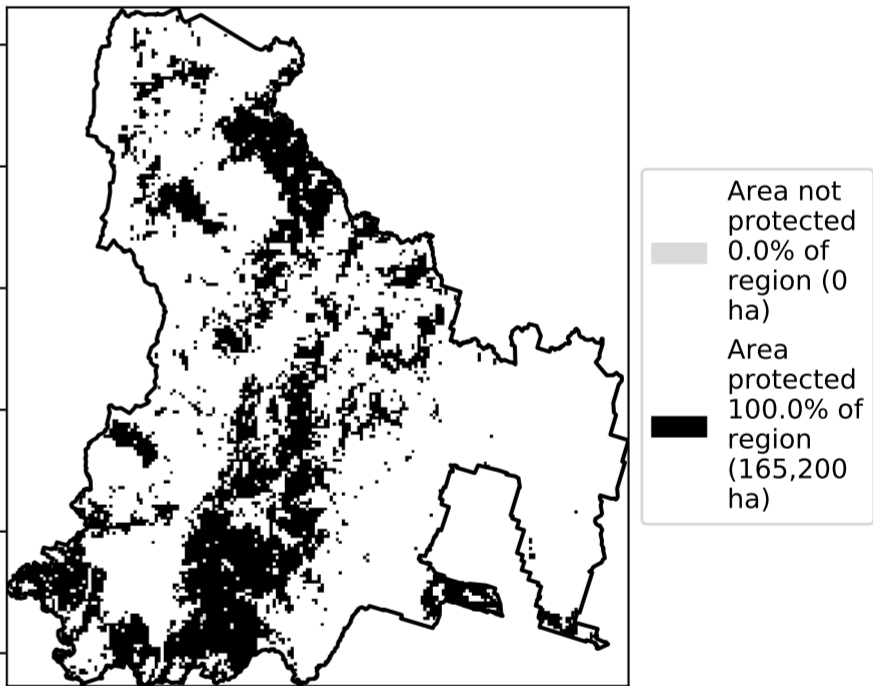 Area not
protected
0.0% of
region (0
ha)
Area
protected
100.0% of
region
(165,200
ha)